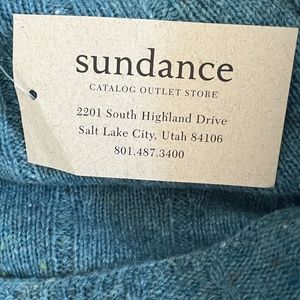 sundance
CATALOG OUTLET STORE
2201 South Highland Drive
Salt Lake City, Utah 84106
801.487.3400